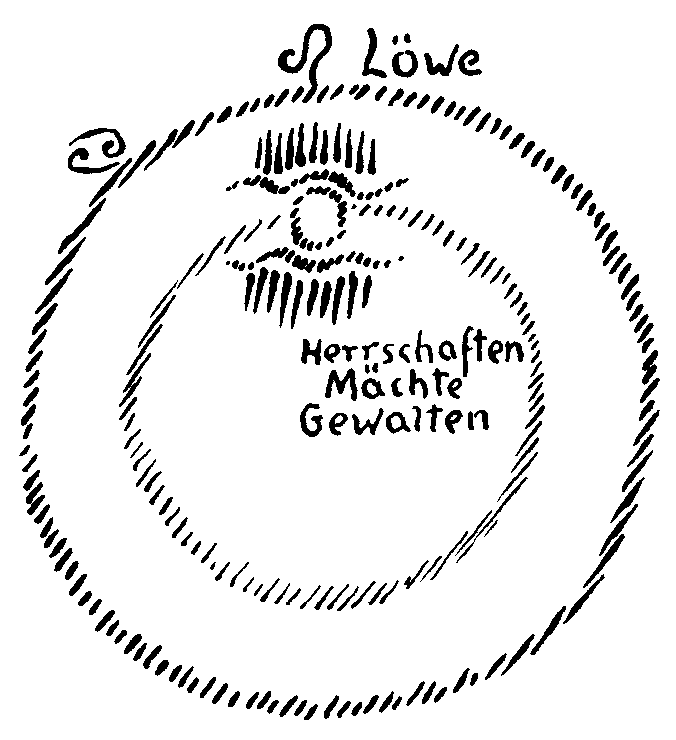 ♌ Löwe
♋
Herrschaften
Mächte
Gewalten